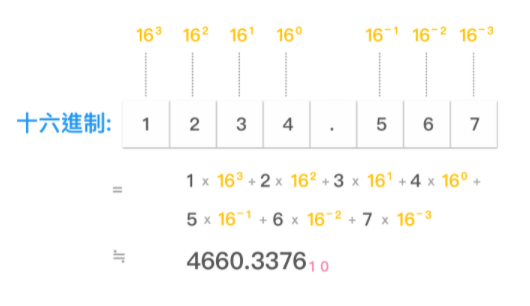 16³ 16² 16¹ 16⁰ 16⁻¹ 16⁻² 16⁻³
十六進制: 1 2 3 4 . 5 6 7
= 1 × 16³ + 2 × 16² + 3 × 16¹ + 4 × 16⁰ +
5 × 16⁻¹ + 6 × 16⁻² + 7 × 16⁻³
≒ 4660.3376₁₀